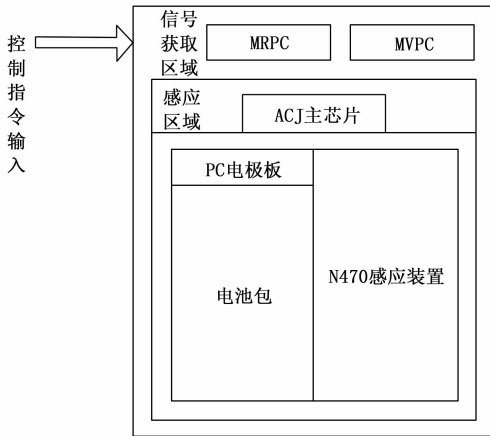 控制指令输入
信号获取区域
MRPC
MVPC
感应区域
ACJ主芯片
PC电极板
电池包
N470感应装置